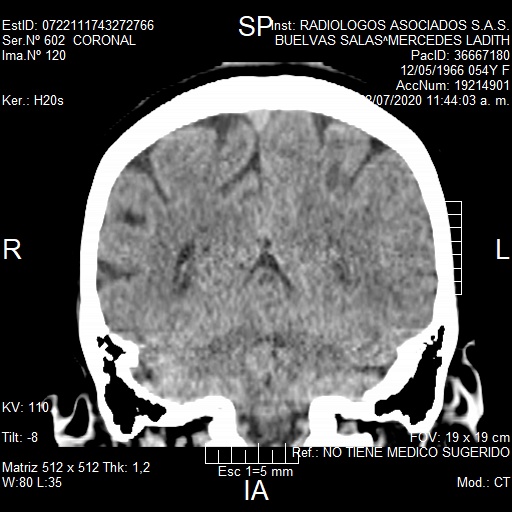 EstID: 0722111743272766
Ser.Nº 602 CORONAL
Ima.Nº 120
Ker.: H20s
SP
Inst: RADIOLOGOS ASOCIADOS S.A.S.
BUELVAS SALAS^MERCEDES LADITH
PacID: 36667180
12/05/1966 054Y F
AccNum: 19214901
/07/2020 11:44:03 a. m.
R
L
KV: 110
Tilt: -8
Matriz 512 x 512 Thk: 1,2
W:80 L:35
Esc 1=5 mm
IA
FOV: 19 x 19 cm
Ref.: NO TIENE MEDICO SUGERIDO
Mod.: CT